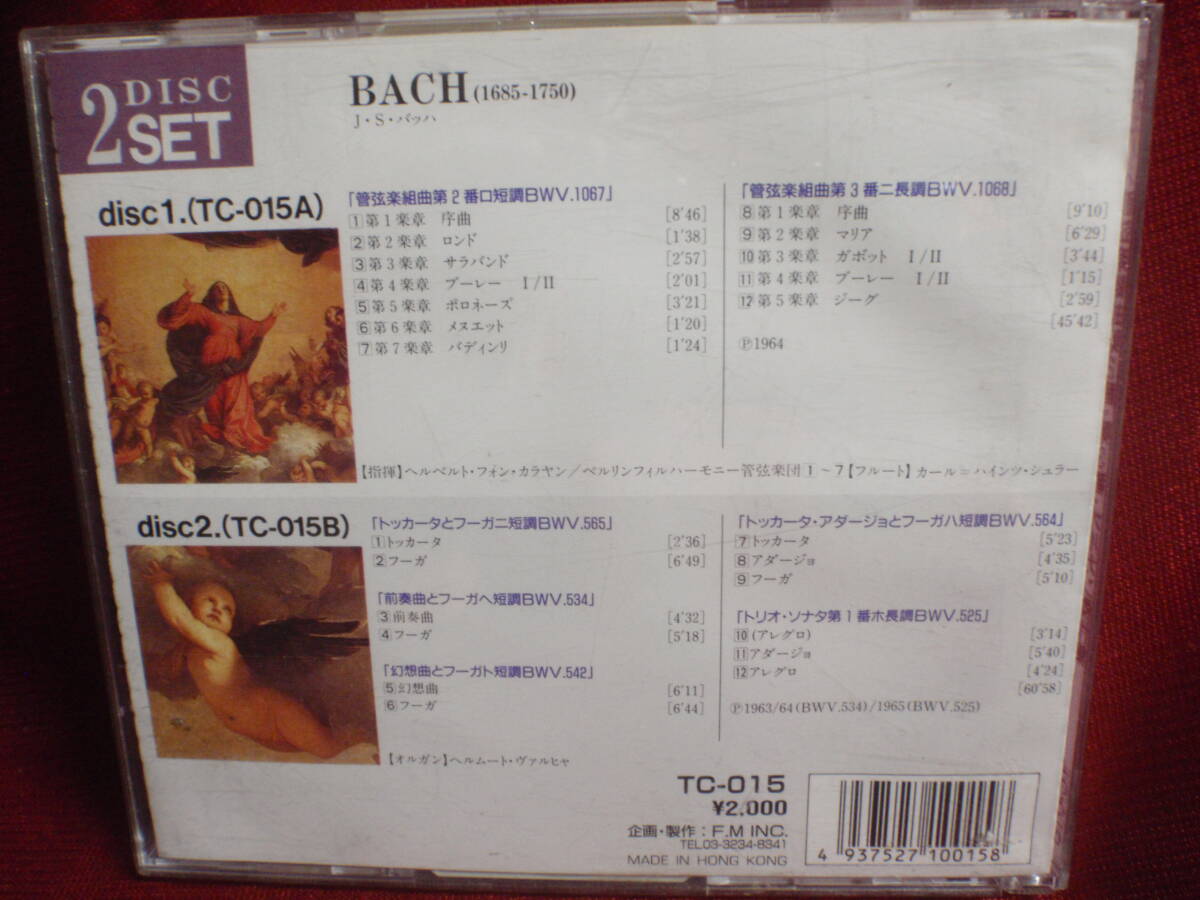 2 DISC SET
BACH (1685-1750)
J・S・バッハ
disc1.(TC-015A)
「管弦楽組曲第2番ロ短調BWV.1067」
1 第1楽章 序曲 [8'46]
2 第2楽章 ロンド [1'38]
3 第3楽章 サラバンド [2'57]
4 第4楽章 ブーレー I/II [2'01]
5 第5楽章 ポロネーズ [3'21]
6 第6楽章 メヌエット [1'20]
7 第7楽章 バディンリ [1'24]
「管弦楽組曲第3番ニ長調BWV.1068」
8 第1楽章 序曲 [9'10]
9 第2楽章 マリア [6'29]
10 第3楽章 ガボット I/II [3'44]
11 第4楽章 ブーレー I/II [1'15]
12 第5楽章 ジーグ [2'59]
[45'42]
℗1964
【指揮】ヘルベルト・フォン・カラヤン/ベルリンフィルハーモニー管弦楽団 1〜7【フルート】カール=ハインツ・ジュラー
disc2.(TC-015B)
「トッカータとフーガニ短調BWV.565」
1 トッカータ [2'36]
2 フーガ [6'49]
「前奏曲とフーガヘ短調BWV.534」
3 前奏曲 [4'32]
4 フーガ [5'18]
「幻想曲とフーガト短調BWV.542」
5 幻想曲 [6'11]
6 フーガ [6'44]
「トッカータ・アダージョとフーガハ短調BWV.564」
7 トッカータ [5'23]
8 アダージョ [4'35]
9 フーガ [5'10]
「トリオ・ソナタ第1番ホ長調BWV.525」
10 (アレグロ) [3'14]
11 アダージョ [5'40]
12 アレグロ [4'24]
[60'58]
℗1963/64(BWV.534)/1965(BWV.525)
【オルガン】ヘルムート・ヴァルヒャ
TC-015
¥2,000
企画・製作:F.M INC.
TEL03-3234-8341
MADE IN HONG KONG
4 937527 100158